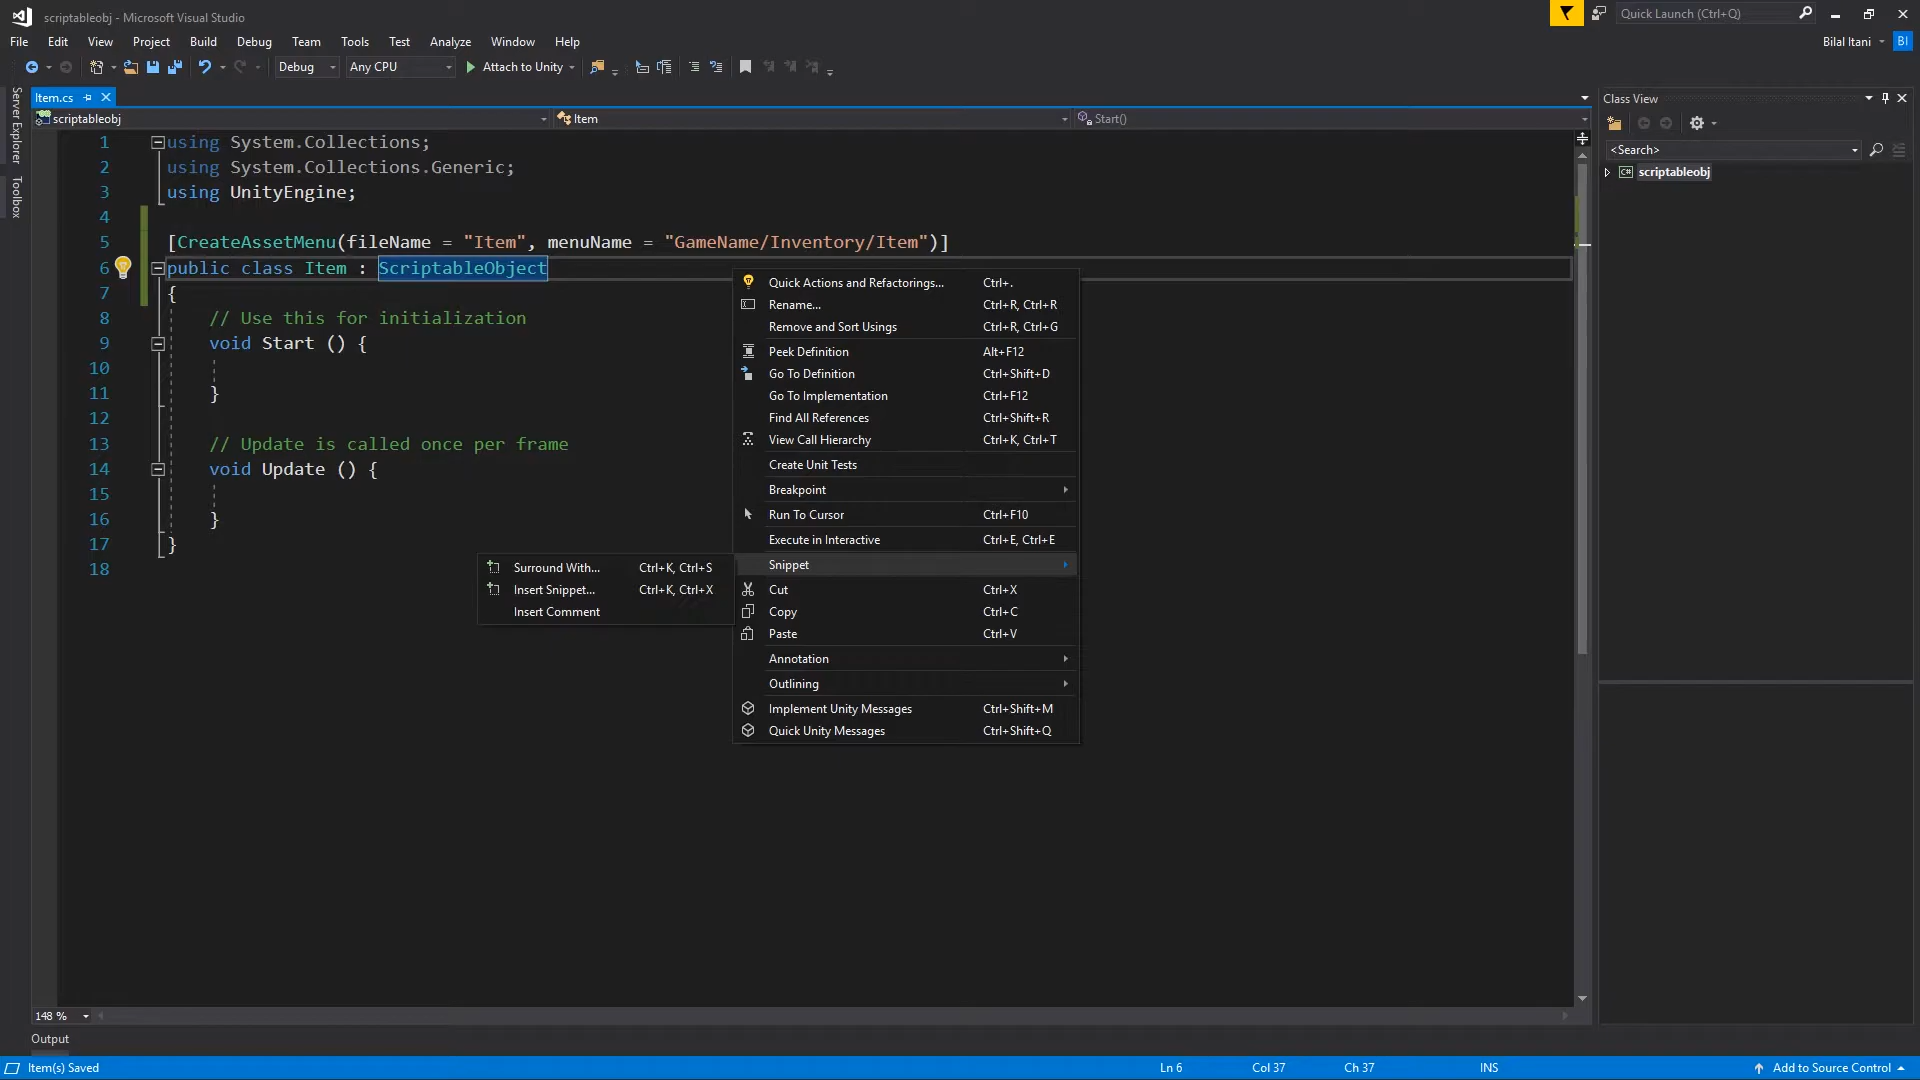 scriptableobj - Microsoft Visual Studio
Quick Launch (Ctrl+Q)
File Edit View Project Build Debug Team Tools Test Analyze Window Help
Bilal Itani BI
Debug Any CPU Attach to Unity
Server Explorer
Toolbox
Item.cs
scriptableobj Item Start()
1 using System.Collections;
2 using System.Collections.Generic;
3 using UnityEngine;
4
5 [CreateAssetMenu(fileName = "Item", menuName = "GameName/Inventory/Item")]
6 public class Item : ScriptableObject
7 {
8 // Use this for initialization
9 void Start () {
10
11 }
12
13 // Update is called once per frame
14 void Update () {
15
16 }
17 }
18
Quick Actions and Refactorings... Ctrl+.
Rename... Ctrl+R, Ctrl+R
Remove and Sort Usings Ctrl+R, Ctrl+G
Peek Definition Alt+F12
Go To Definition Ctrl+Shift+D
Go To Implementation Ctrl+F12
Find All References Ctrl+Shift+R
View Call Hierarchy Ctrl+K, Ctrl+T
Create Unit Tests
Breakpoint
Run To Cursor Ctrl+F10
Execute in Interactive Ctrl+E, Ctrl+E
Snippet
Cut Ctrl+X
Copy Ctrl+C
Paste Ctrl+V
Annotation
Outlining
Implement Unity Messages Ctrl+Shift+M
Quick Unity Messages Ctrl+Shift+Q
Surround With... Ctrl+K, Ctrl+S
Insert Snippet... Ctrl+K, Ctrl+X
Insert Comment
Class View
<Search>
C# scriptableobj
148 %
Output
Item(s) Saved
Ln 6 Col 37 Ch 37 INS
Add to Source Control